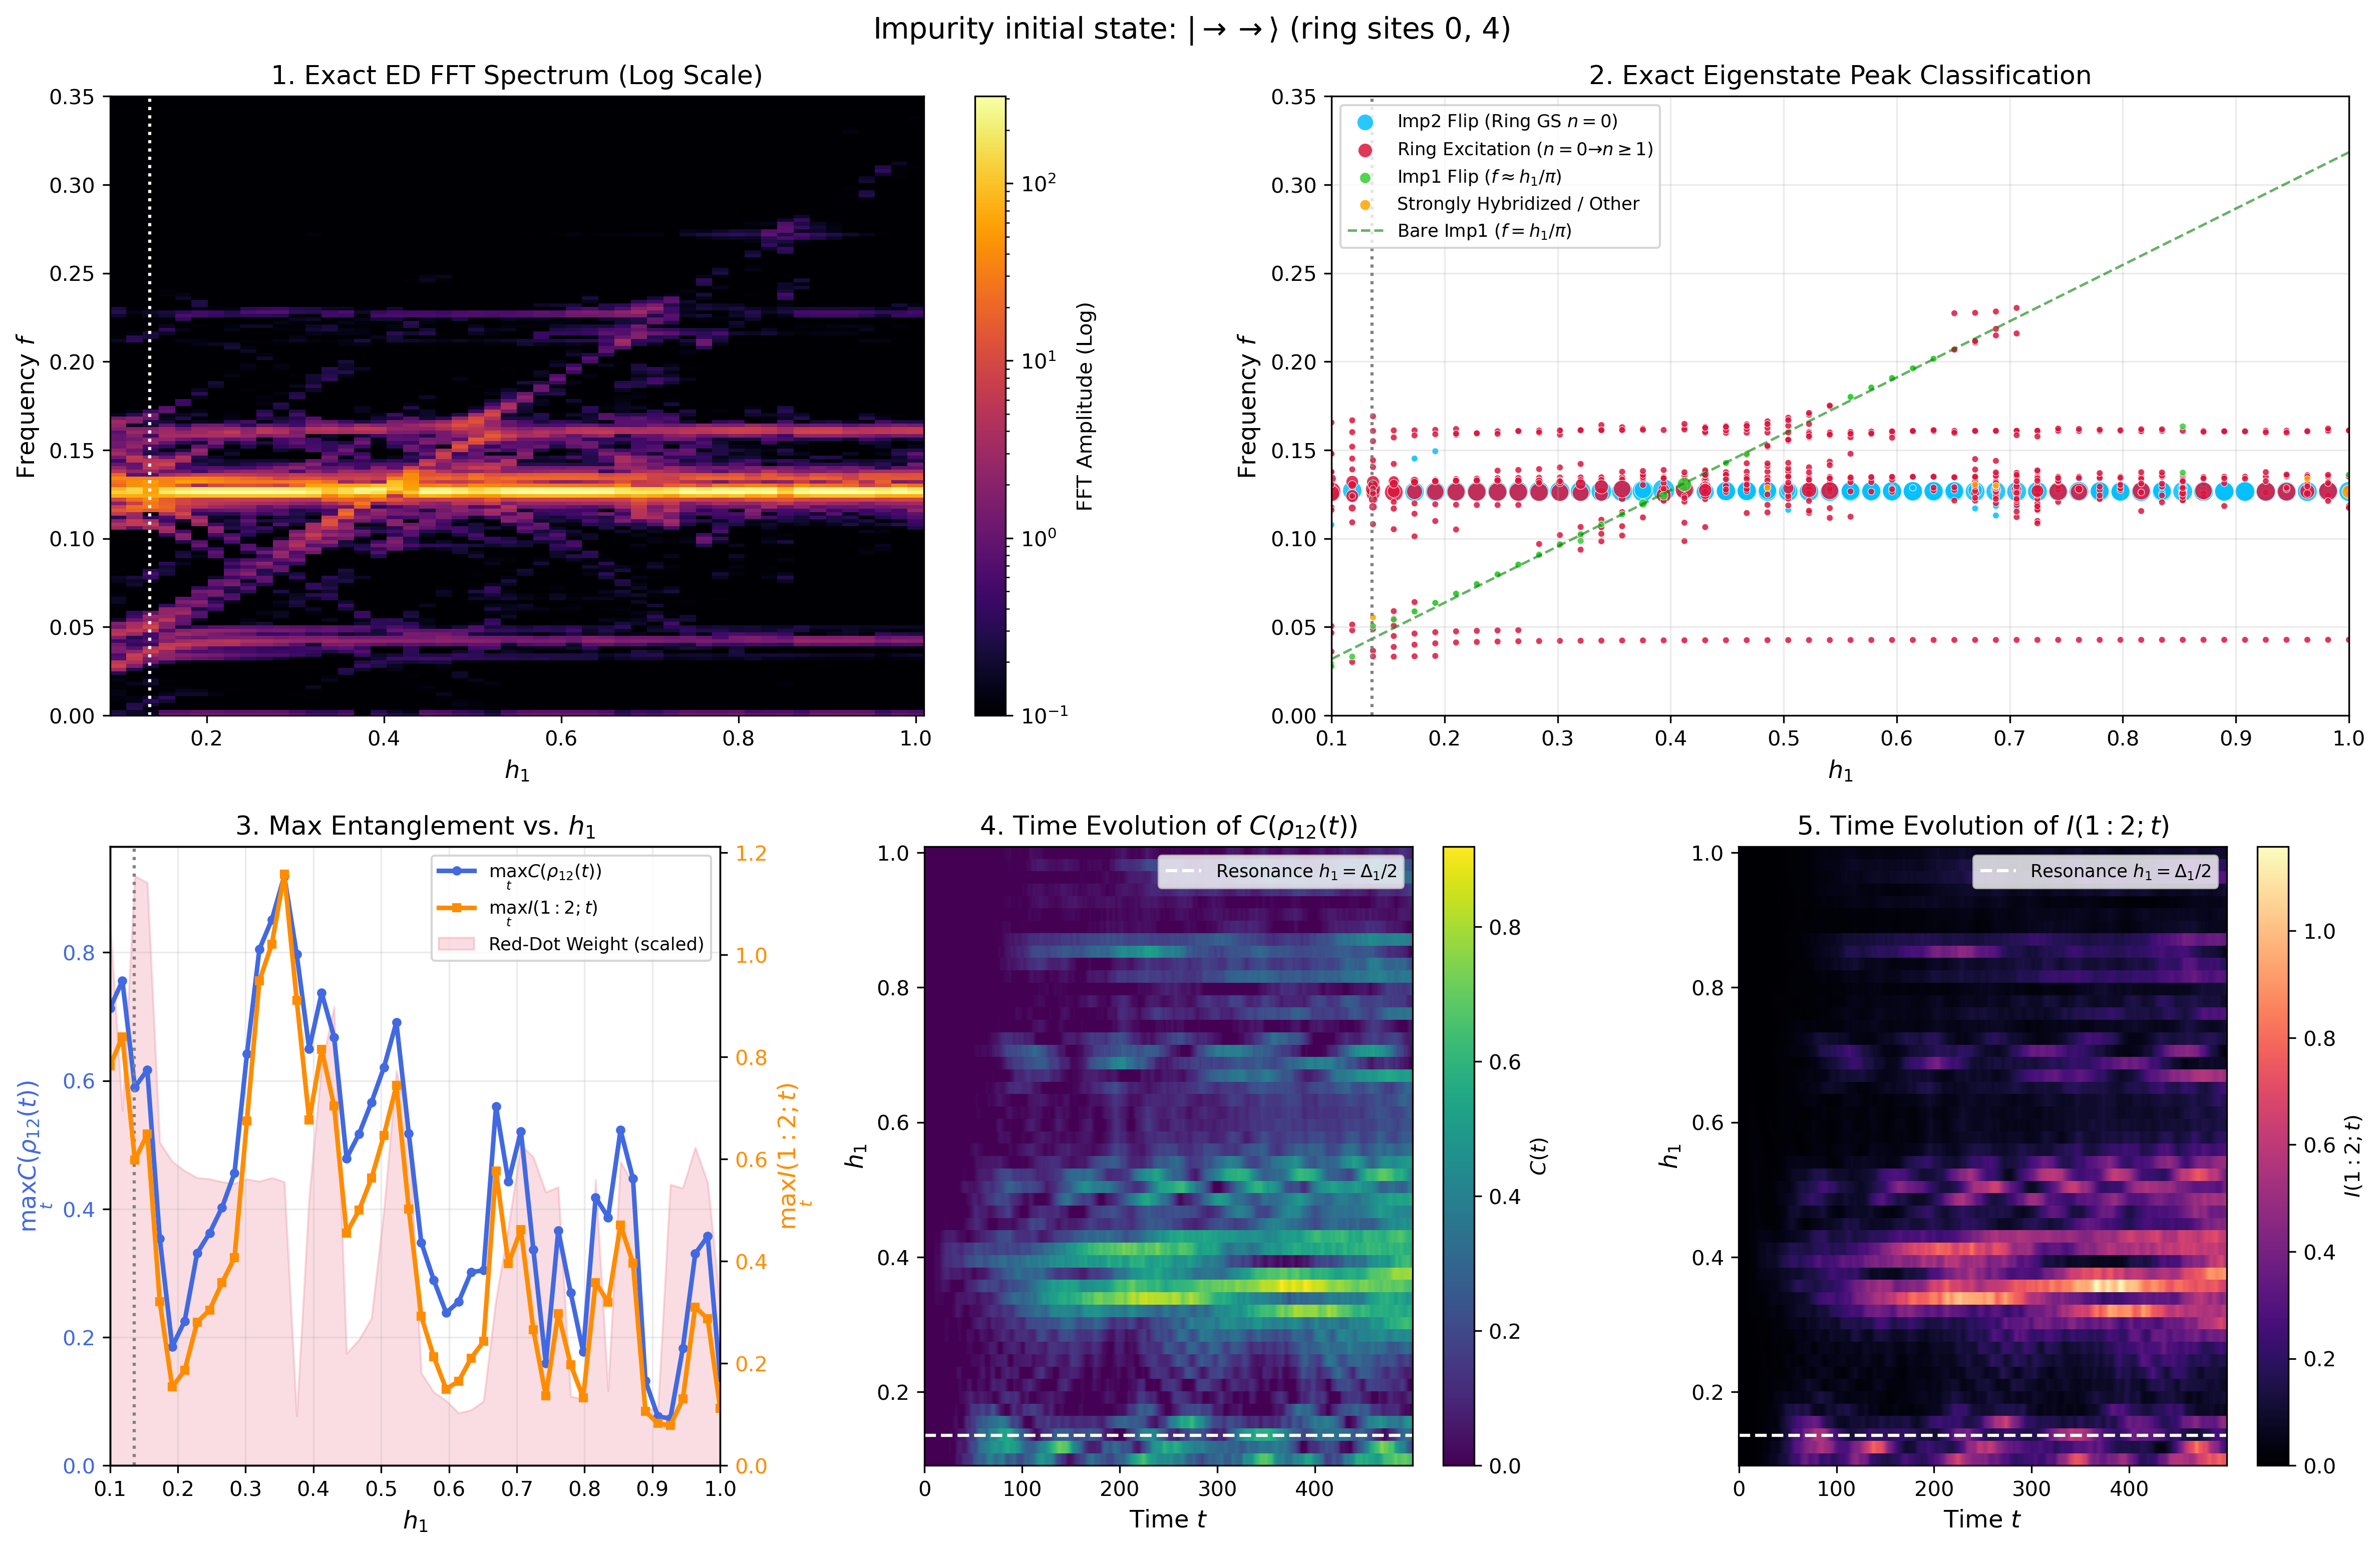 Impurity initial state: |→→⟩ (ring sites 0, 4)
1. Exact ED FFT Spectrum (Log Scale)
0.35
0.30
0.25
0.20
0.15
0.10
0.05
0.00
Frequency f
0.2 0.4 0.6 0.8 1.0
h₁
10²
10¹
10⁰
10⁻¹
FFT Amplitude (Log)
2. Exact Eigenstate Peak Classification
Imp2 Flip (Ring GS n = 0)
Ring Excitation (n = 0→n ≥ 1)
Imp1 Flip (f ≈ h₁/π)
Strongly Hybridized / Other
Bare Imp1 (f = h₁/π)
0.35
0.30
0.25
0.20
0.15
0.10
0.05
0.00
Frequency f
0.1 0.2 0.3 0.4 0.5 0.6 0.7 0.8 0.9 1.0
h₁
3. Max Entanglement vs. h₁
max C(ρ₁₂(t))
t
max I(1 : 2; t)
t
Red-Dot Weight (scaled)
0.8
0.6
0.4
0.2
0.0
max C(ρ₁₂(t))
t
1.2
1.0
0.8
0.6
0.4
0.2
0.0
max I(1 : 2; t)
t
0.1 0.2 0.3 0.4 0.5 0.6 0.7 0.8 0.9 1.0
h₁
4. Time Evolution of C(ρ₁₂(t))
Resonance h₁ = Δ₁/2
1.0
0.8
0.6
0.4
0.2
h₁
0 100 200 300 400
Time t
0.8
0.6
0.4
0.2
0.0
C(t)
5. Time Evolution of I(1 : 2; t)
Resonance h₁ = Δ₁/2
1.0
0.8
0.6
0.4
0.2
h₁
0 100 200 300 400
Time t
1.0
0.8
0.6
0.4
0.2
0.0
I(1 : 2; t)